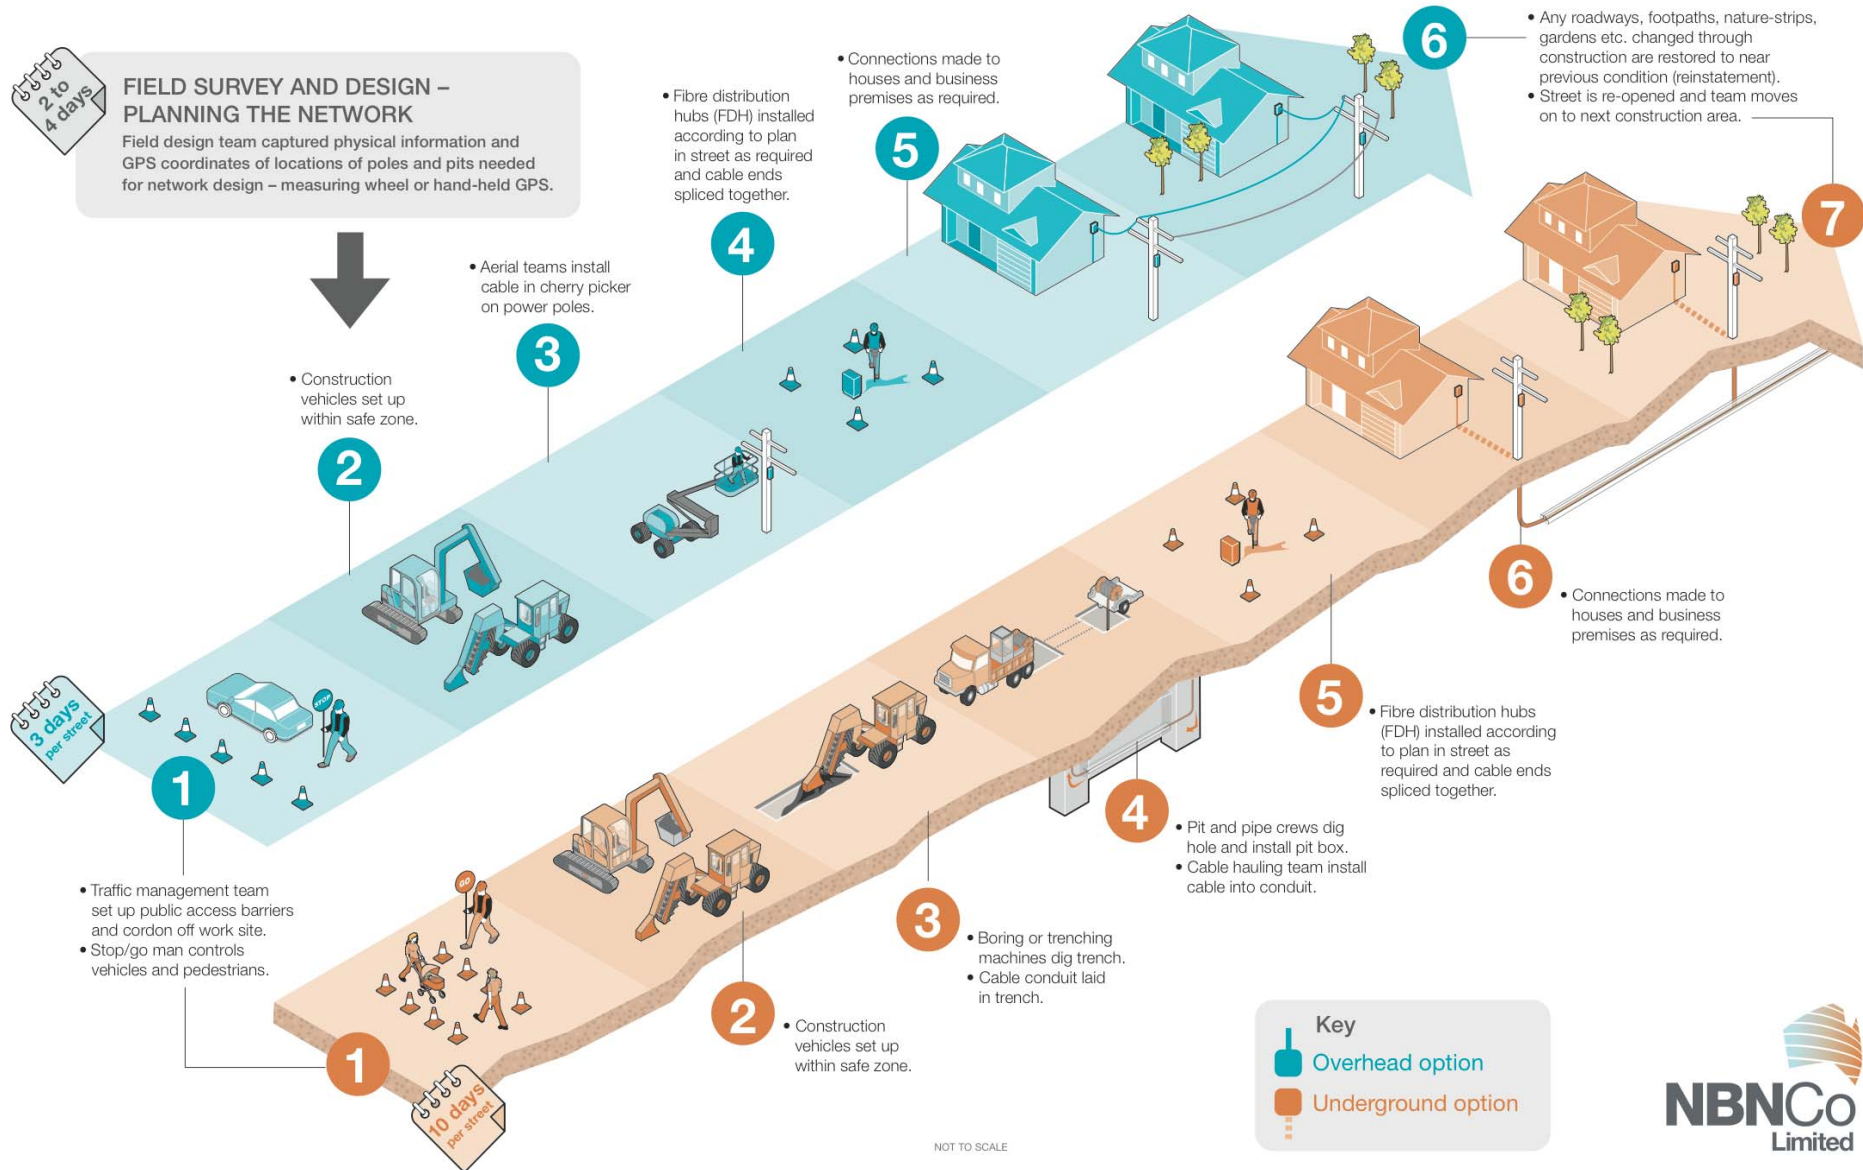 2 to
4 days
FIELD SURVEY AND DESIGN –
PLANNING THE NETWORK
Field design team captured physical information and
GPS coordinates of locations of poles and pits needed
for network design – measuring wheel or hand-held GPS.
3 days
per street
1
• Traffic management team
set up public access barriers
and cordon off work site.
• Stop/go man controls
vehicles and pedestrians.
STOP
• Construction
vehicles set up
within safe zone.
2
• Aerial teams install
cable in cherry picker
on power poles.
3
• Fibre distribution
hubs (FDH) installed
according to plan
in street as required
and cable ends
spliced together.
4
• Connections made to
houses and business
premises as required.
5
6
• Any roadways, footpaths, nature-strips,
gardens etc. changed through
construction are restored to near
previous condition (reinstatement).
• Street is re-opened and team moves
on to next construction area.
7
10 days
per street
1
GO
2
• Construction
vehicles set up
within safe zone.
3
• Boring or trenching
machines dig trench.
• Cable conduit laid
in trench.
4
• Pit and pipe crews dig
hole and install pit box.
• Cable hauling team install
cable into conduit.
5
• Fibre distribution hubs
(FDH) installed according
to plan in street as
required and cable ends
spliced together.
6
• Connections made to
houses and business
premises as required.
Key
Overhead option
Underground option
NOT TO SCALE
NBNCo
Limited